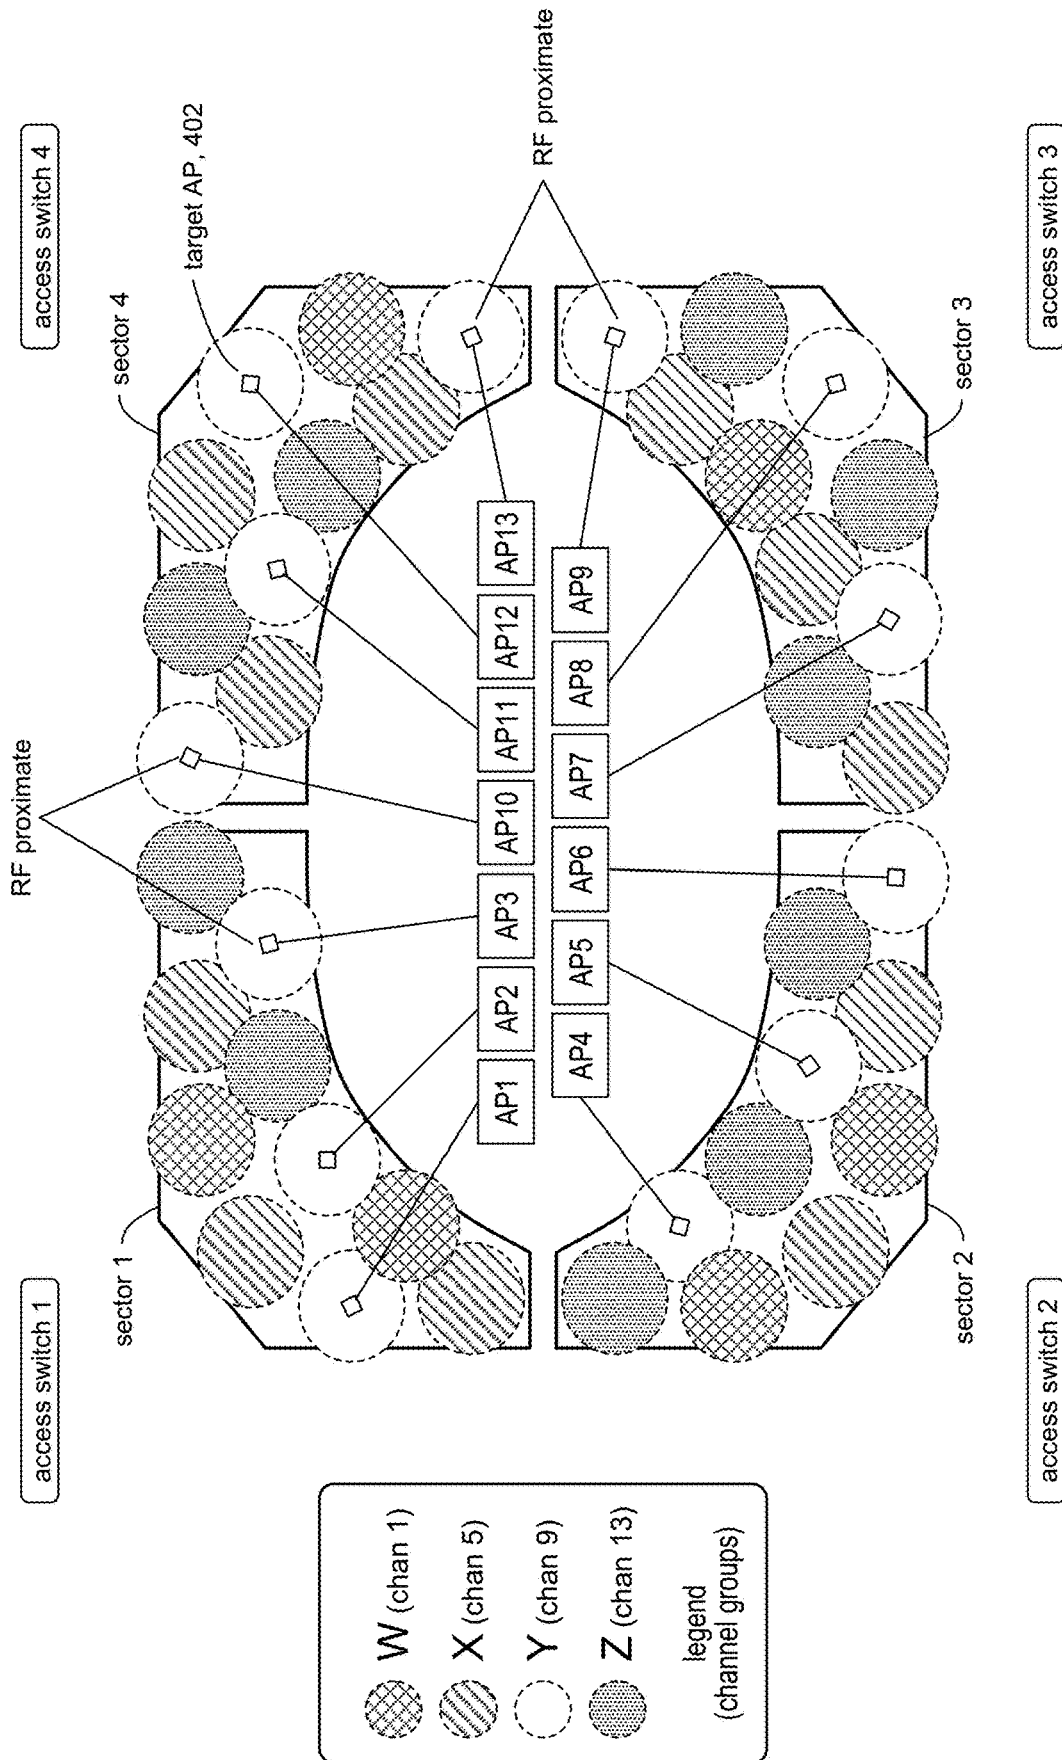 access switch 1
access switch 4
RF proximate
target AP, 402
sector 1
sector 4
W (chan 1)
X (chan 5)
Y (chan 9)
Z (chan 13)
legend
(channel groups)
AP1
AP2
AP3
AP10
AP11
AP12
AP13
RF proximate
AP4
AP5
AP6
AP7
AP8
AP9
sector 2
sector 3
access switch 2
access switch 3